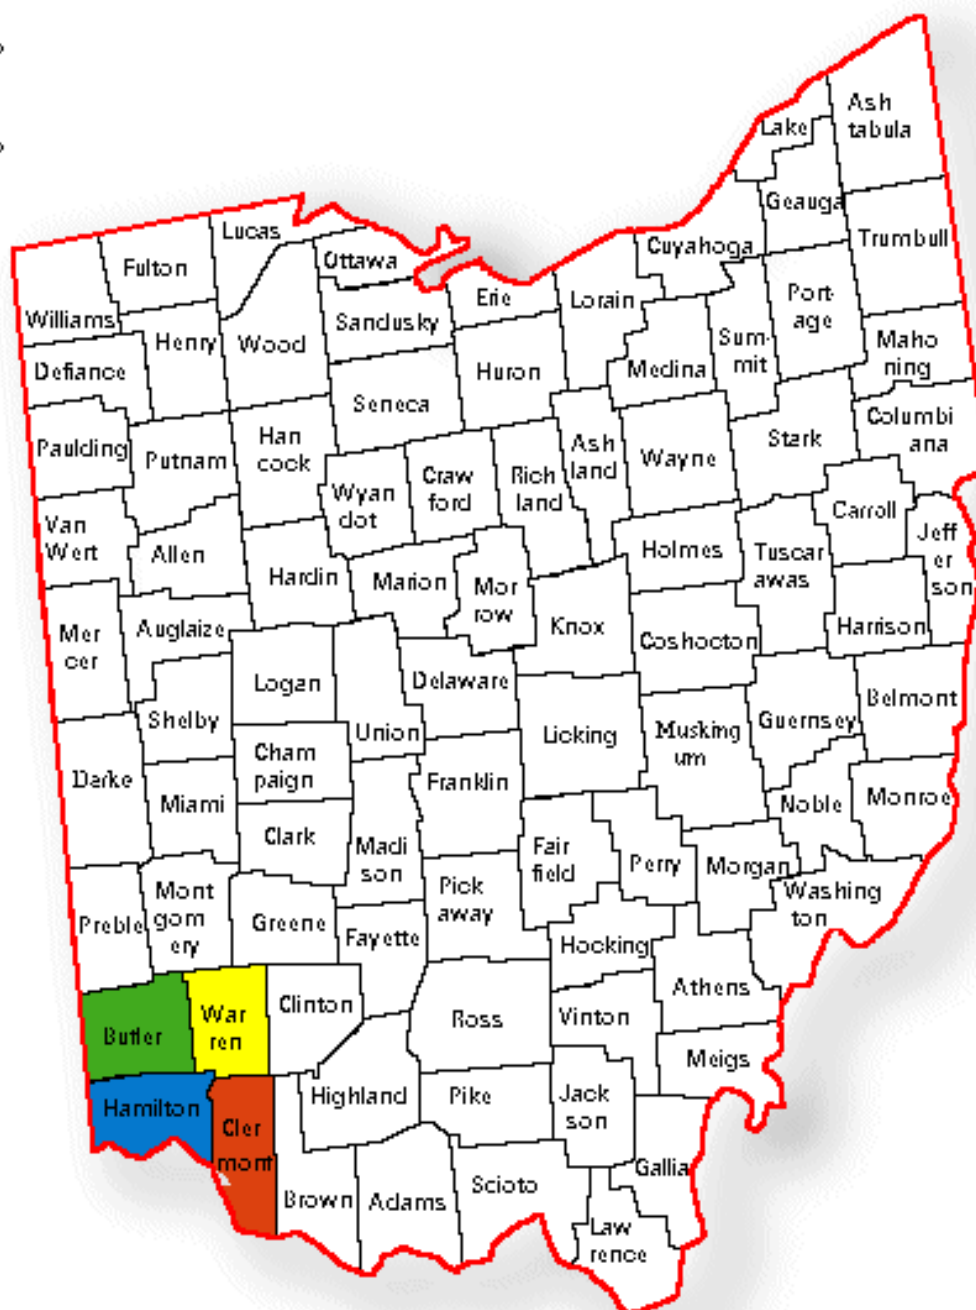 Ash
tabula
Lake
Geauga
Trumbull
Cuyahoga
Lucas
Ottawa
Fulton
Erie
Lorain
Port-
age
Williams
Sandusky
Henry
Wood
Sum-
mit
Maho
ning
Defiance
Huron
Medina
Seneca
Columbi
ana
Paulding
Putnam
Han
cock
Ash
land
Wayne
Stark
Wyan
dot
Craw
ford
Rich
land
Carroll
Van
Wert
Allen
Holmes
Tuscar
awas
Jeff
er
son
Hardin
Marion
Mor
row
Mer
cer
Auglaize
Knox
Coshocton
Harrison
Logan
Delaware
Belmont
Shelby
Union
Licking
Musking
um
Guernsey
Cham
paign
Darke
Franklin
Miami
Noble
Monroe
Clark
Madi
son
Fair
field
Perry
Morgan
Pick
away
Washing
ton
Preble
Mont
gom
ery
Greene
Fayette
Hocking
Athens
Butler
War
ren
Clinton
Ross
Vinton
Meigs
Hamilton
Highland
Pike
Jack
son
Cler
mont
Gallia
Brown
Adams
Scioto
Law
rence